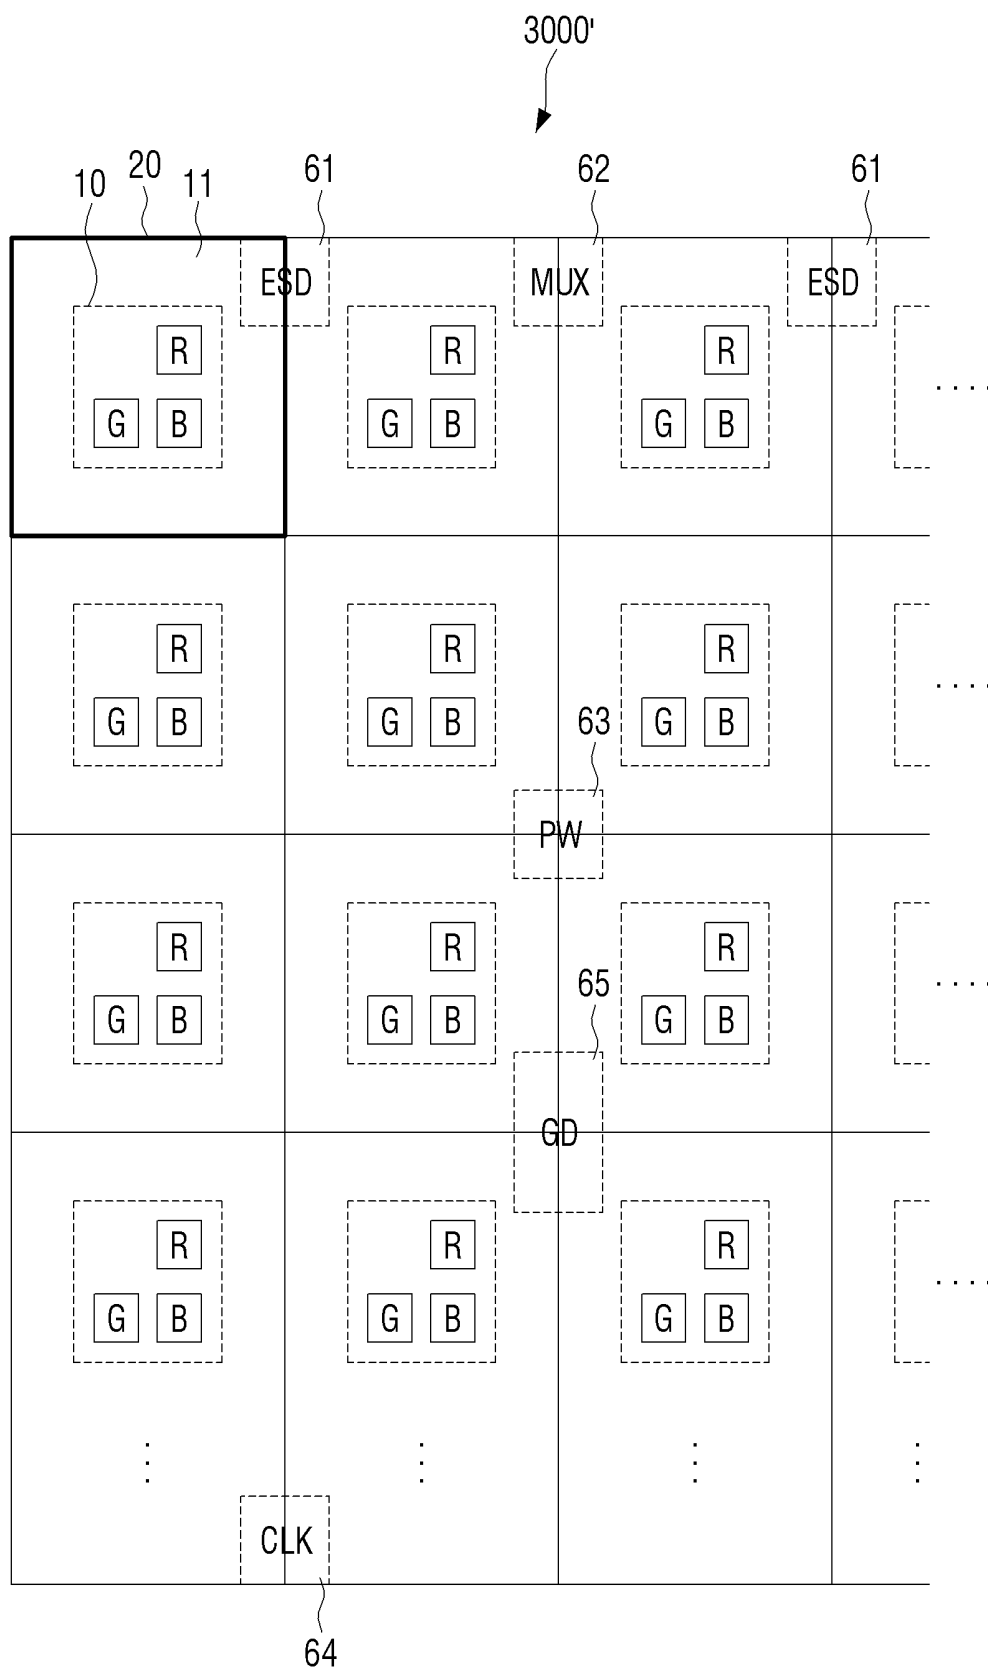 3000'
10 20 11 61 62 61
ESD MUX ESD
R R R
G B G B G B
.....
R R R
G B G B G B
.....
63
PW
R R R
G B G B G B
.....
65
GD
R R R
G B G B G B
.....
CLK
64